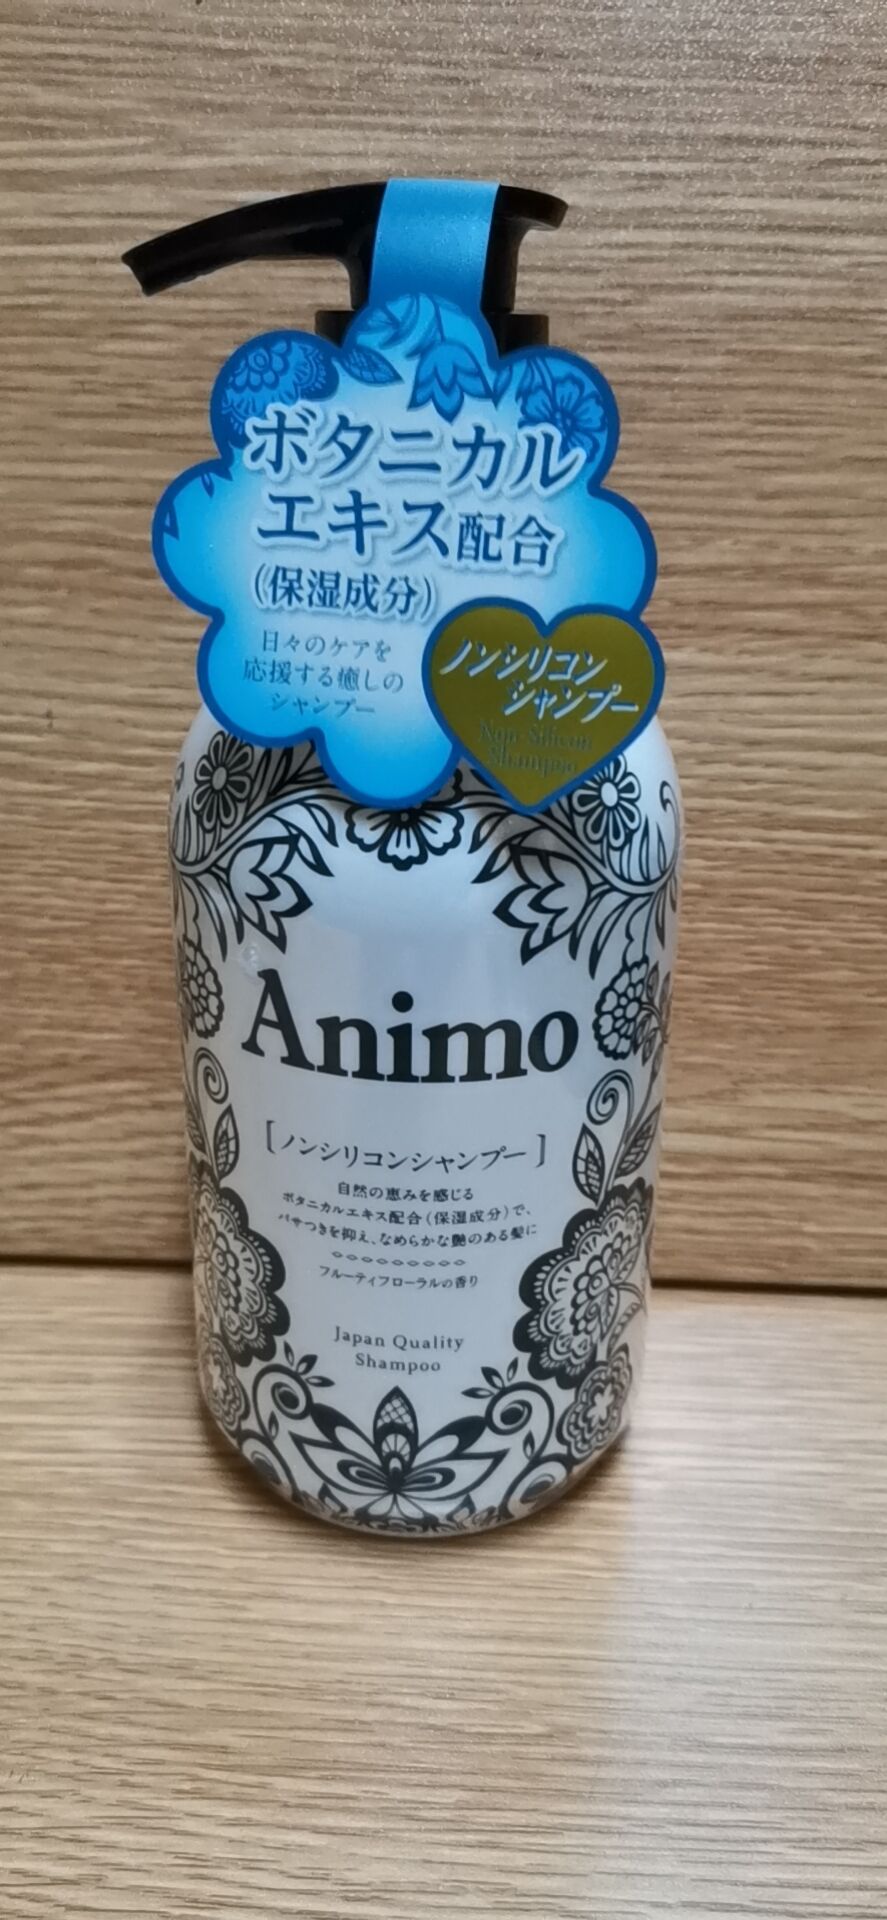 ボタニカル
エキス配合
(保湿成分)
日々のケアを
応援する癒しの
シャンプー
ノンシリコン
シャンプー
Non Silicon
Shampoo
Animo
[ノンシリコンシャンプー]
自然の恵みを感じる
ボタニカルエキス配合(保湿成分)で、
パサつきを抑え、なめらかな艶のある髪に
フルーティフローラルの香り
Japan Quality
Shampoo